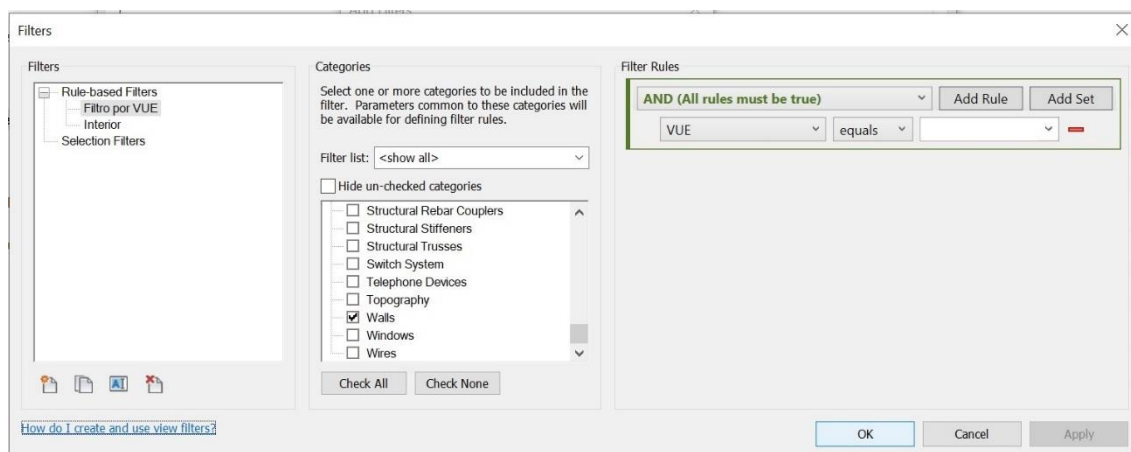 Filters
Filters
Rule-based Filters
Filtro por VUE
Interior
Selection Filters
How do I create and use view filters?
Categories
Select one or more categories to be included in the
filter. Parameters common to these categories will
be available for defining filter rules.
Filter list: <show all>
Hide un-checked categories
Structural Rebar Couplers
Structural Stiffeners
Structural Trusses
Switch System
Telephone Devices
Topography
Walls
Windows
Wires
Check All Check None
Filter Rules
AND (All rules must be true) Add Rule Add Set
VUE equals
OK Cancel Apply